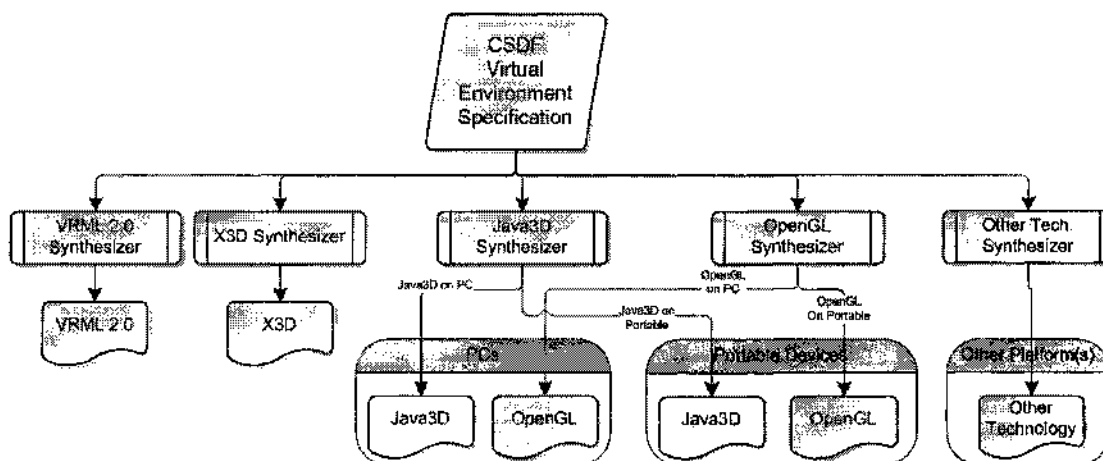 CSDF
Virtual
Environment
Specification
VRML 2.0
Synthesizer
X3D Synthesizer
Java3D
Synthesizer
OpenGL
Synthesizer
Other Tech.
Synthesizer
Java3D on PC
OpenGL
on PC
Java3D on
Portable
OpenGL
On Portable
VRML 2.0
X3D
PCs
Portable Devices
Other Platform(s)
Java3D
OpenGL
Java3D
OpenGL
Other
Technology